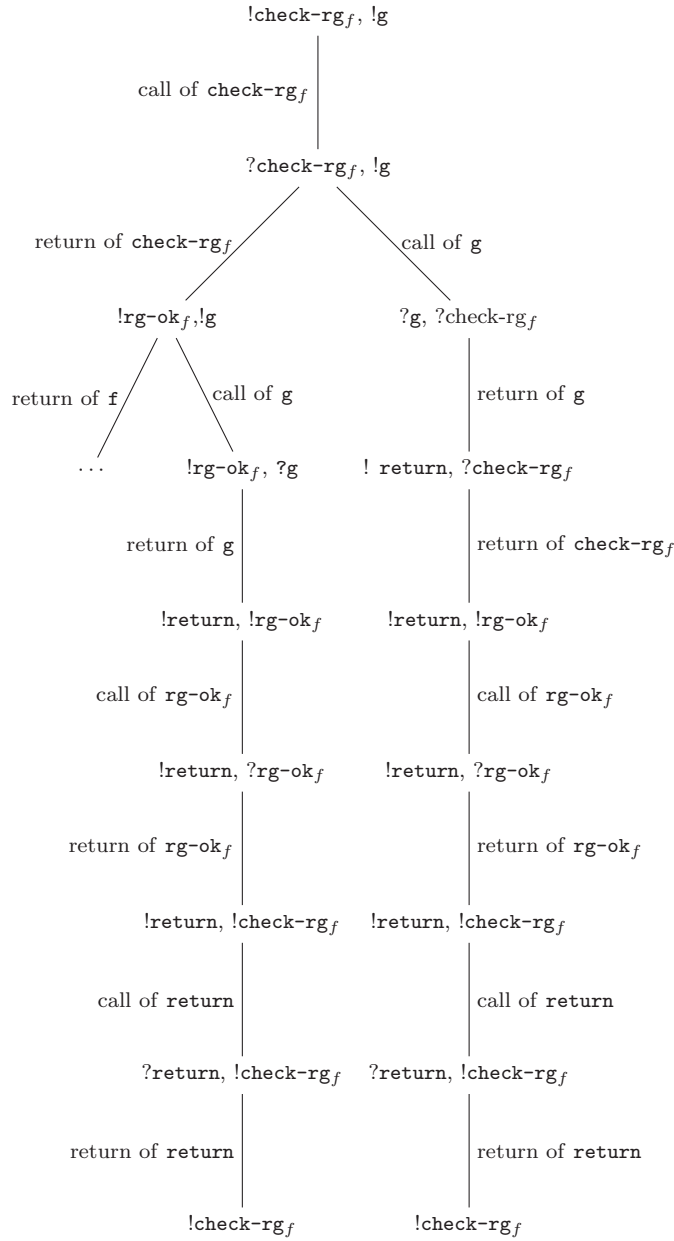 !check-rg_f, !g
call of check-rg_f
?check-rg_f, !g
return of check-rg_f call of g
!rg-ok_f,!g ?g, ?check-rg_f
return of f call of g return of g
... !rg-ok_f, ?g ! return, ?check-rg_f
return of g return of check-rg_f
!return, !rg-ok_f !return, !rg-ok_f
call of rg-ok_f call of rg-ok_f
!return, ?rg-ok_f !return, ?rg-ok_f
return of rg-ok_f return of rg-ok_f
!return, !check-rg_f !return, !check-rg_f
call of return call of return
?return, !check-rg_f ?return, !check-rg_f
return of return return of return
!check-rg_f !check-rg_f